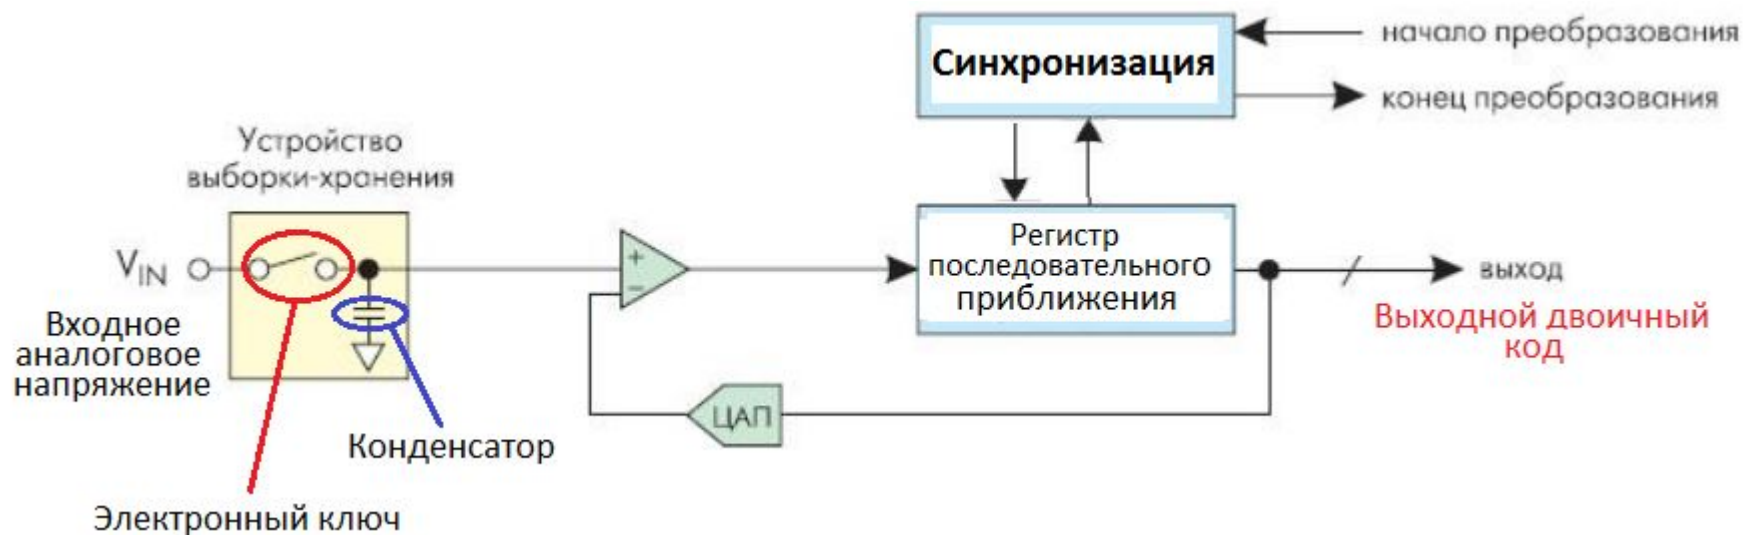 Синхронизация
начало преобразования
конец преобразования
Устройство
выборки-хранения
V_IN
Входное
аналоговое
напряжение
+
−
Регистр
последовательного
приближения
выход
Выходной двоичный
код
ЦАП
Конденсатор
Электронный ключ